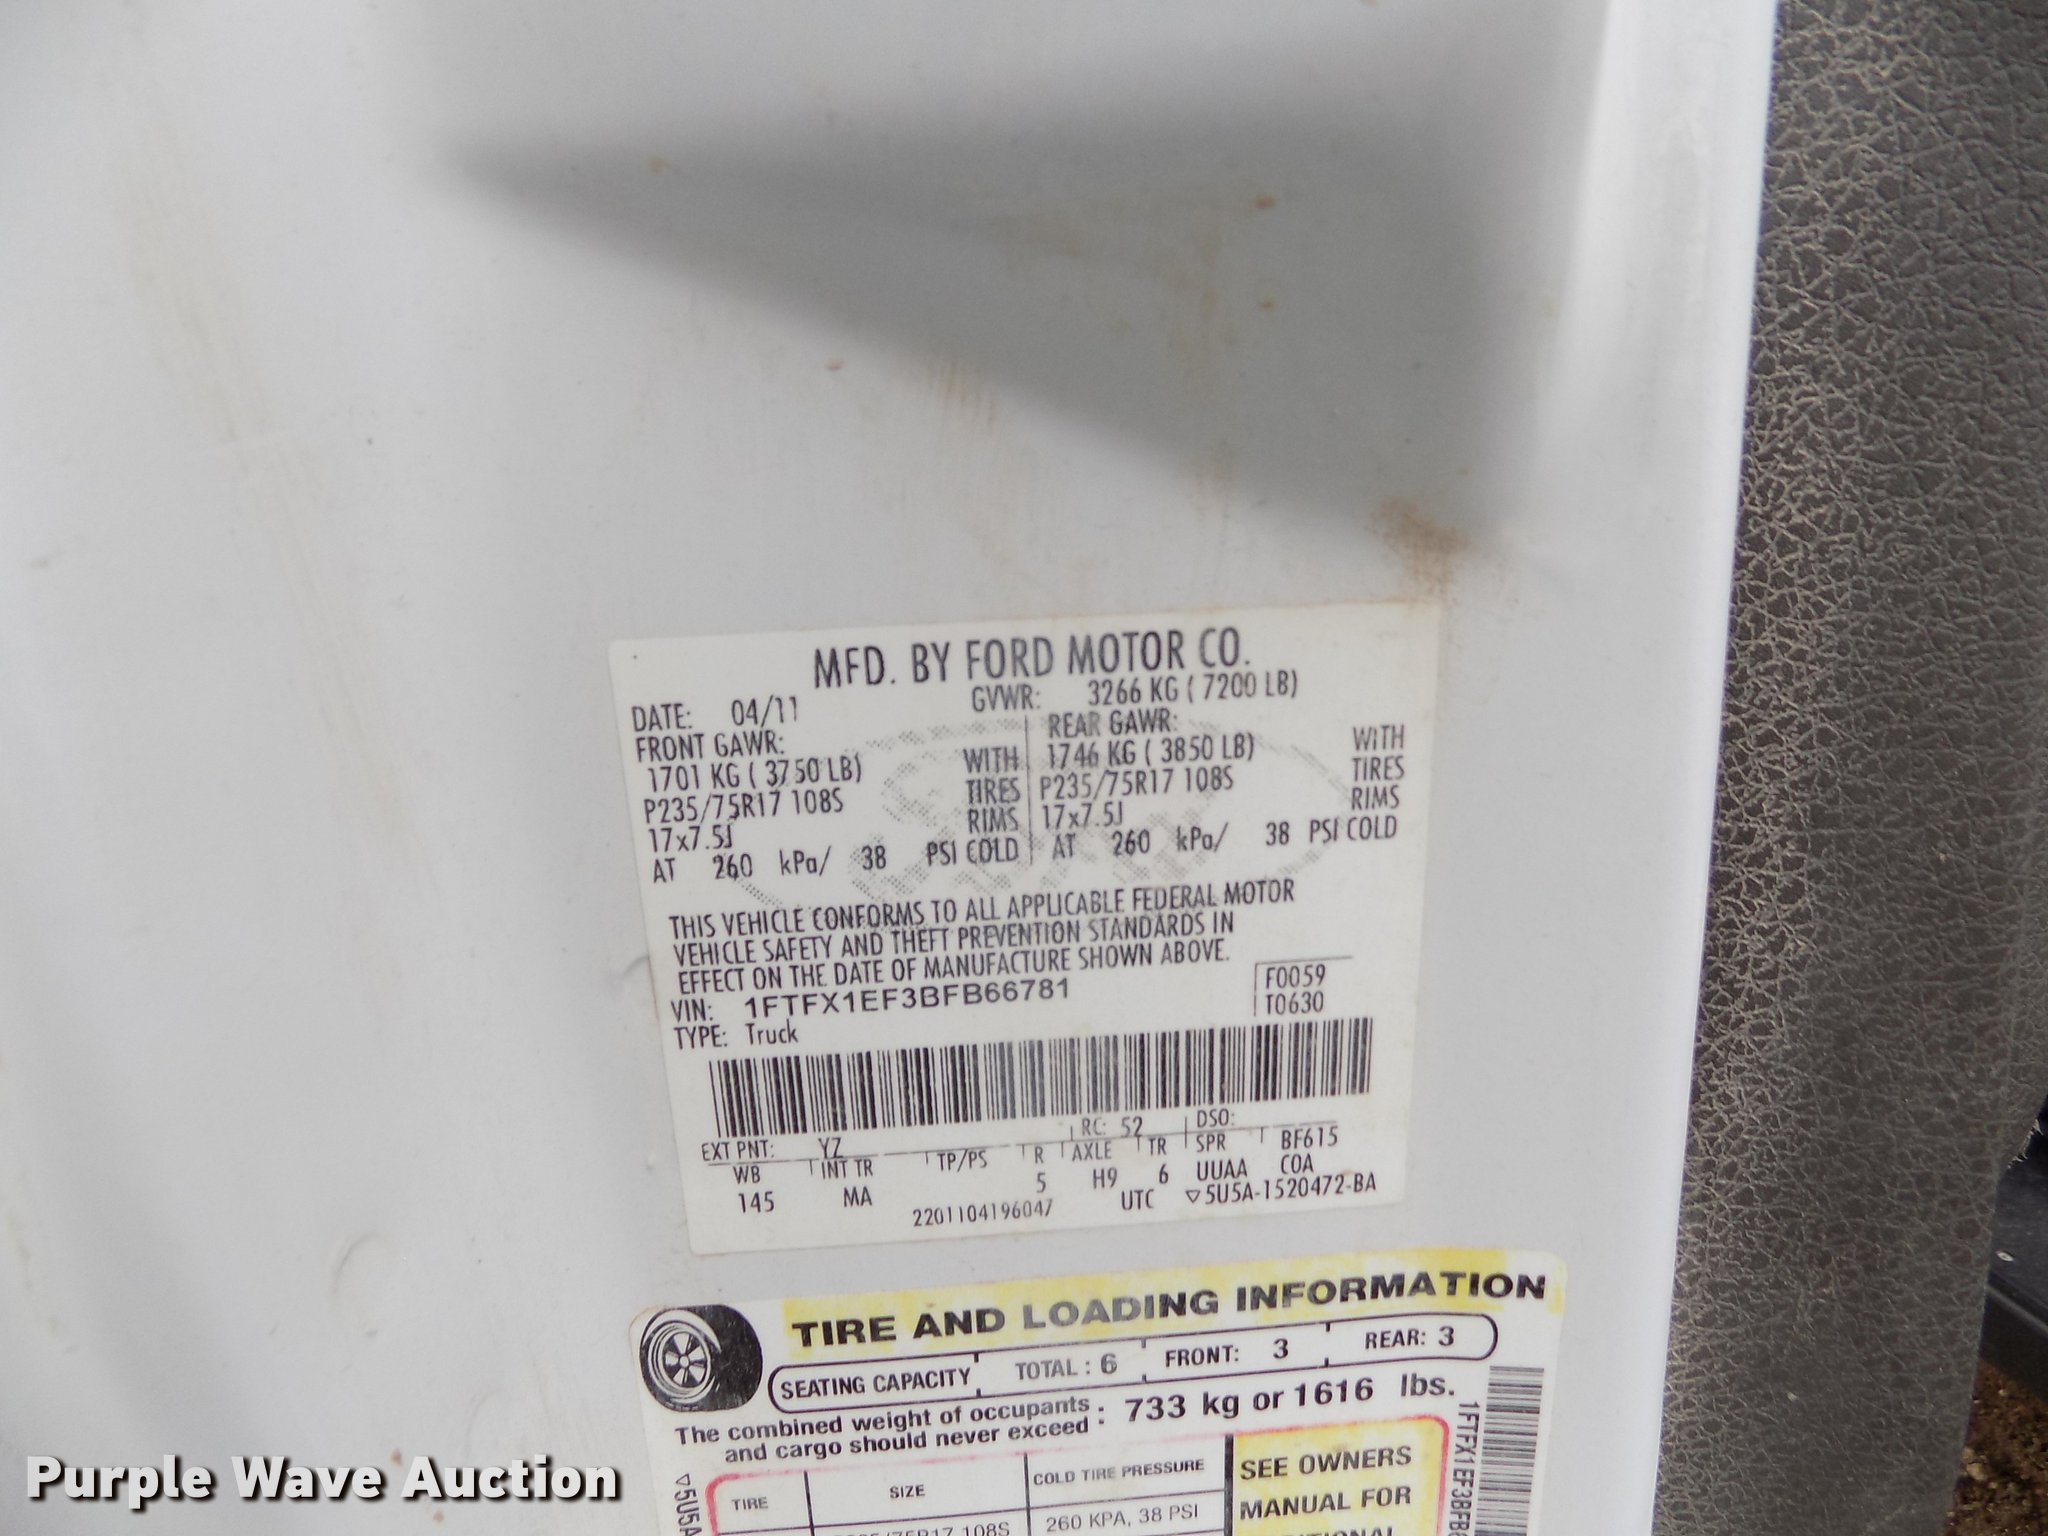 MFD. BY FORD MOTOR CO.
DATE: 04/11 GVWR: 3266 KG ( 7200 LB)
FRONT GAWR: REAR GAWR:
1701 KG ( 3750 LB) WITH 1746 KG ( 3850 LB) WITH
P235/75R17 108S TIRES P235/75R17 108S TIRES
17x7.5J RIMS 17x7.5J RIMS
AT 260 kPa/ 38 PSI COLD AT 260 kPa/ 38 PSI COLD
THIS VEHICLE CONFORMS TO ALL APPLICABLE FEDERAL MOTOR
VEHICLE SAFETY AND THEFT PREVENTION STANDARDS IN
EFFECT ON THE DATE OF MANUFACTURE SHOWN ABOVE.
VIN: 1FTFX1EF3BFB66781 F0059
TYPE: Truck T0630
EXT PNT: YZ RC: 52 DSO:
WB INT TR TP/PS R AXLE TR SPR BF615
145 MA 5 H9 6 UUAA COA
2201104196047 UTC ▽5U5A-1520472-BA
TIRE AND LOADING INFORMATION
SEATING CAPACITY TOTAL : 6 FRONT: 3 REAR: 3
The combined weight of occupants
and cargo should never exceed : 733 kg or 1616 lbs.
TIRE SIZE COLD TIRE PRESSURE SEE OWNERS
75R17 108S 260 KPA, 38 PSI MANUAL FOR
▽5U5A
1FTFX1EF3BFB
Purple Wave Auction